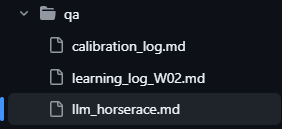 qa
calibration_log.md
learning_log_W02.md
llm_horserace.md